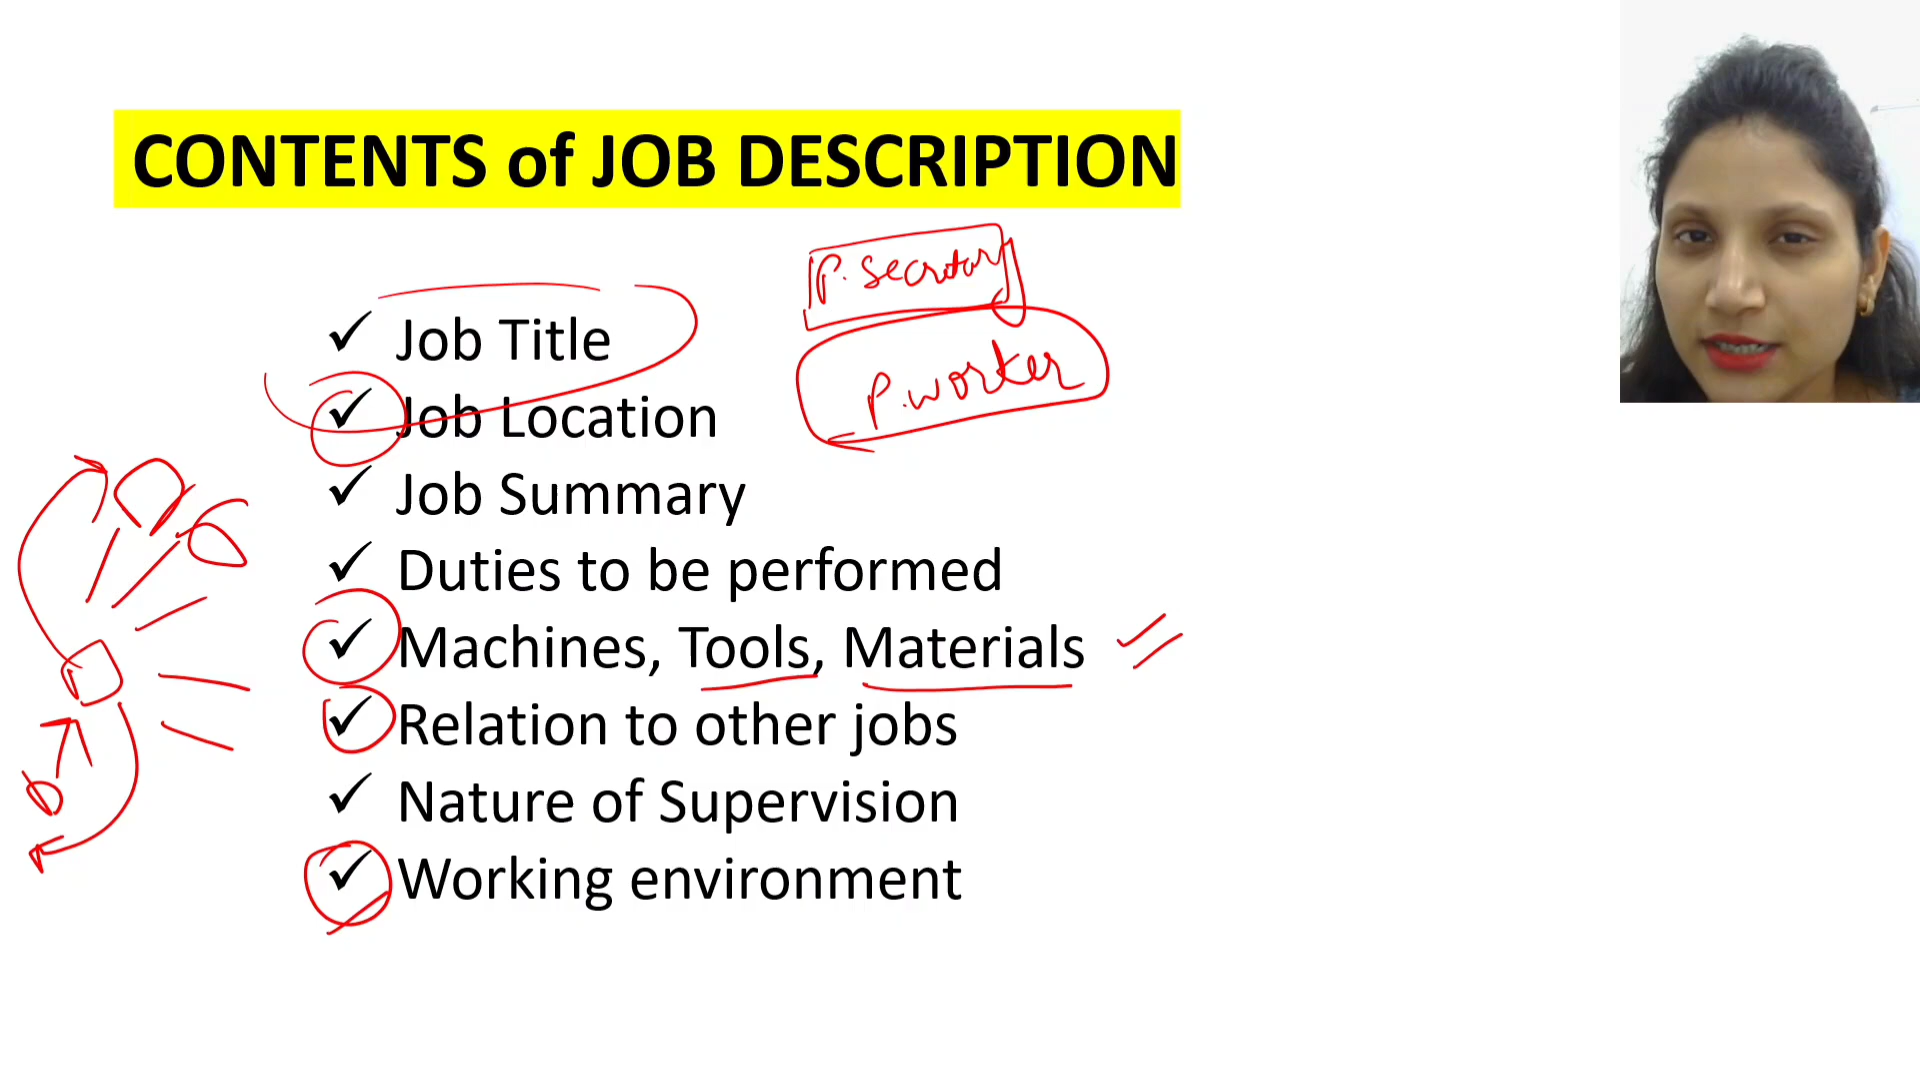 CONTENTS of JOB DESCRIPTION
P. Secretary
✓ Job Title
P. worker
✓ Job Location
✓ Job Summary
✓ Duties to be performed
✓ Machines, Tools, Materials
✓ Relation to other jobs
✓ Nature of Supervision
✓ Working environment